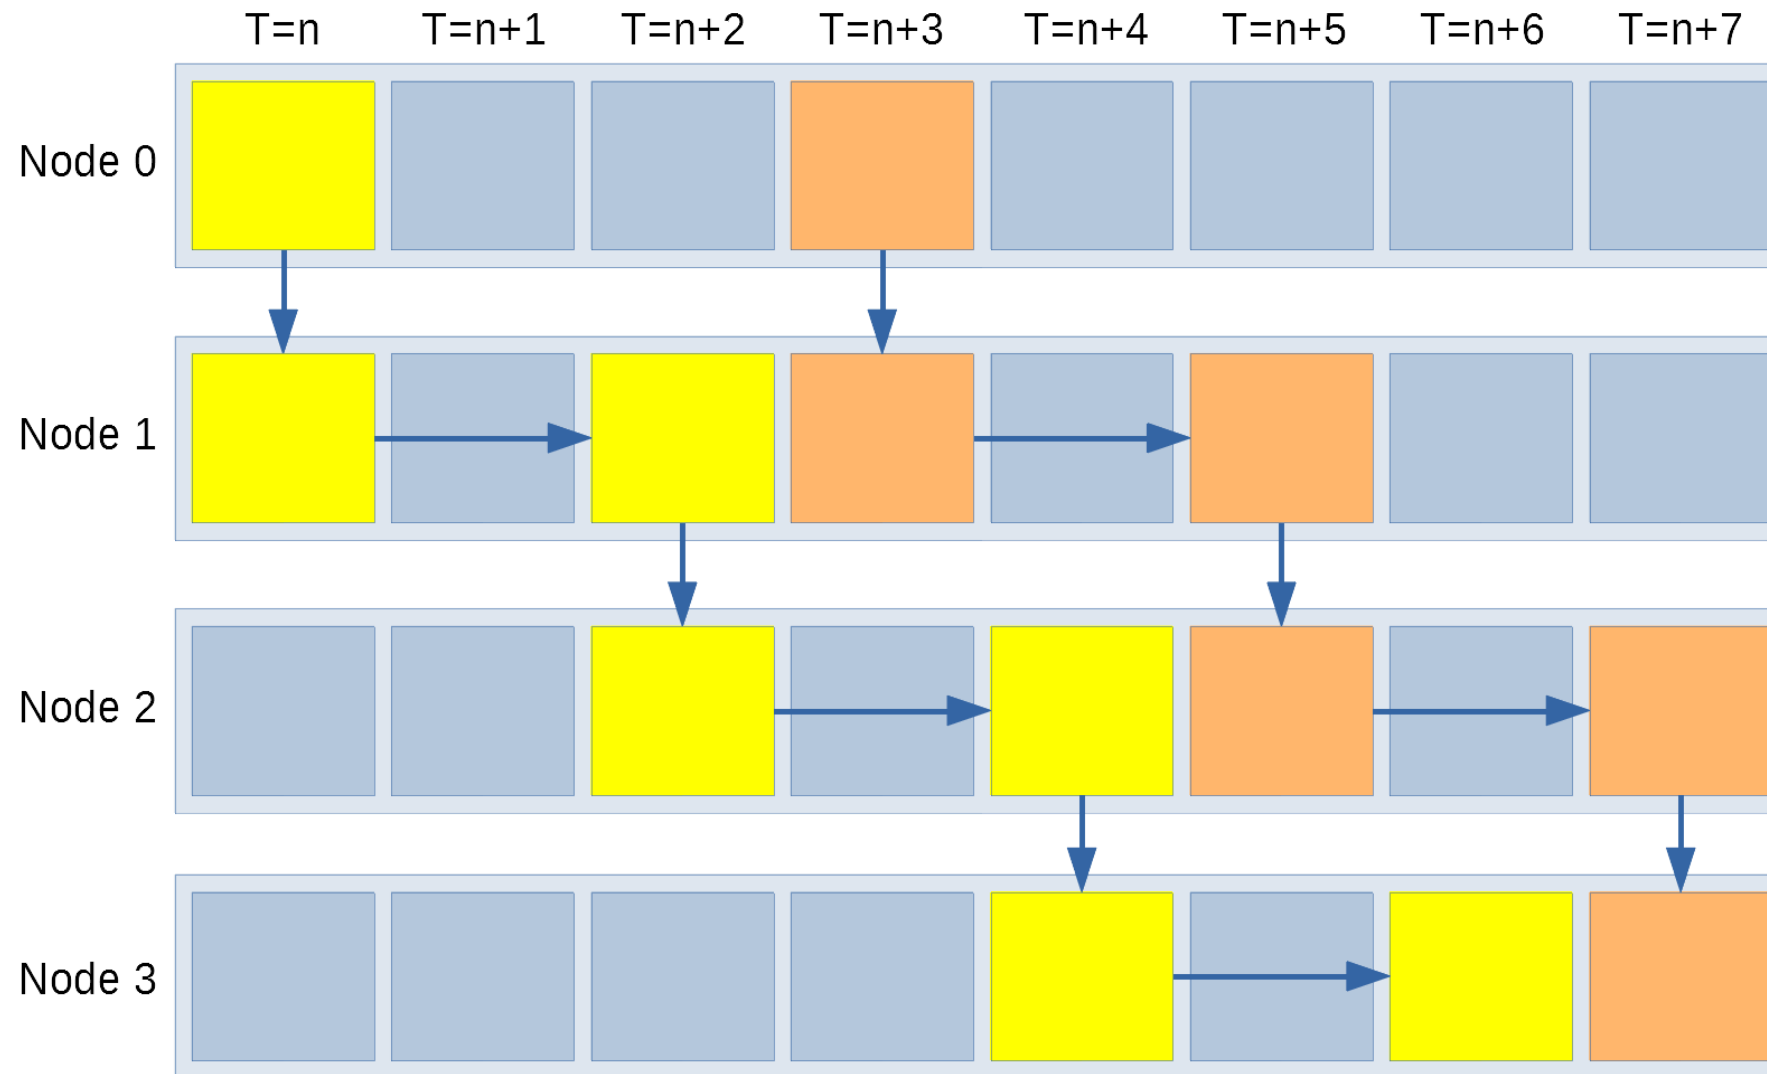 T=n T=n+1 T=n+2 T=n+3 T=n+4 T=n+5 T=n+6 T=n+7
Node 0
Node 1
Node 2
Node 3